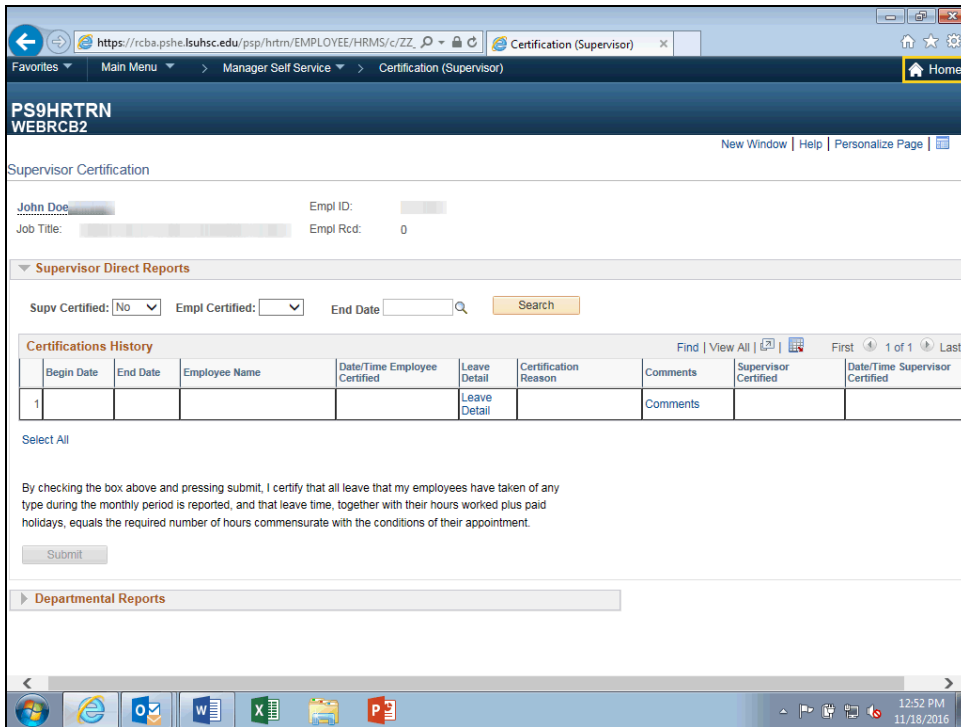 https://rcba.pshe.lsuhsc.edu/psp/hrtrn/EMPLOYEE/HRMS/c/ZZ_ Certification (Supervisor)
Favorites Main Menu > Manager Self Service > Certification (Supervisor) Home
PS9HRTRN
WEBRCB2
New Window | Help | Personalize Page |
Supervisor Certification
John Doe Empl ID:
Job Title: Empl Rcd: 0
Supervisor Direct Reports
Supv Certified: No Empl Certified: End Date Search
Certifications History Find | View All | First 1 of 1 Last
Begin Date End Date Employee Name Date/Time Employee Certified Leave Detail Certification Reason Comments Supervisor Certified Date/Time Supervisor Certified
1 Leave Detail Comments
Select All
By checking the box above and pressing submit, I certify that all leave that my employees have taken of any
type during the monthly period is reported, and that leave time, together with their hours worked plus paid
holidays, equals the required number of hours commensurate with the conditions of their appointment.
Submit
Departmental Reports
12:52 PM
11/18/2016